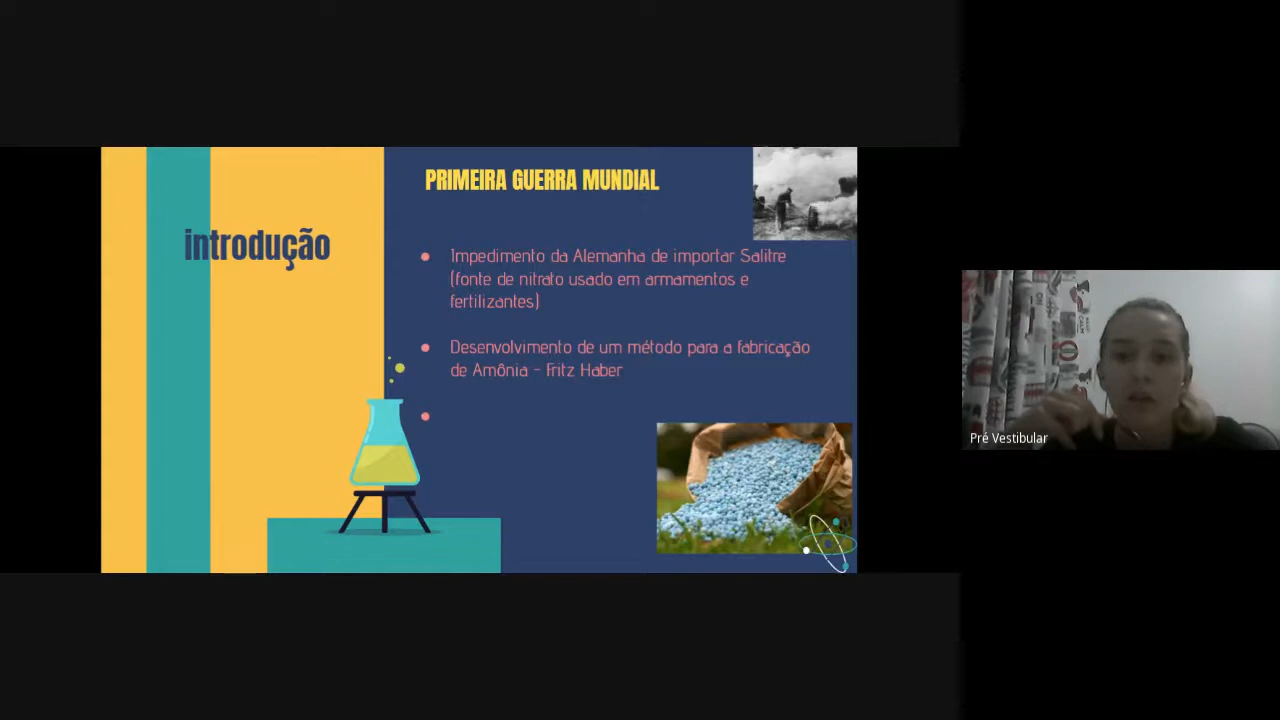 PRIMEIRA GUERRA MUNDIAL
introdução
Impedimento da Alemanha de importar Salitre
(fonte de nitrato usado em armamentos e
fertilizantes)
Desenvolvimento de um método para a fabricação
de Amônia - Fritz Haber
Pré Vestibular